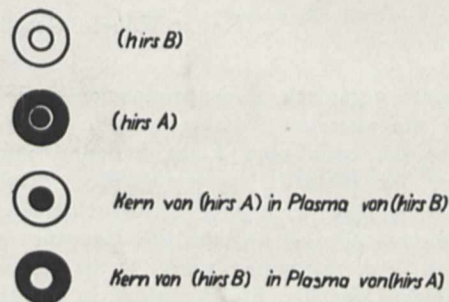 (hirs B)
(hirs A)
Kern von (hirs A) in Plasma von (hirs B)
Kern von (hirs B) in Plasma von (hirs A)